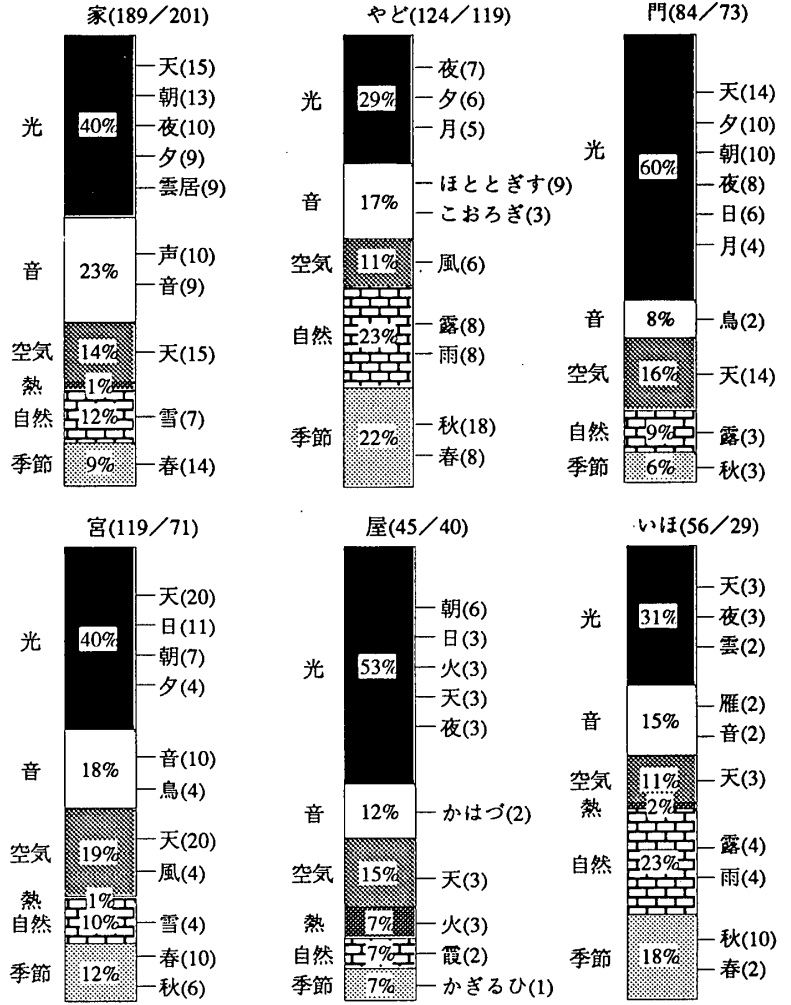 家(189/201)
光
40%
天(15)
朝(13)
夜(10)
夕(9)
雲居(9)
音
23%
声(10)
音(9)
空気
14%
天(15)
熱
1%
自然
12%
雪(7)
季節
9%
春(14)
やど(124/119)
光
29%
夜(7)
夕(6)
月(5)
音
17%
ほととぎす(9)
こおろぎ(3)
空気
11%
風(6)
自然
23%
露(8)
雨(8)
季節
22%
秋(18)
春(8)
門(84/73)
光
60%
天(14)
夕(10)
朝(10)
夜(8)
日(6)
月(4)
音
8%
鳥(2)
空気
16%
天(14)
自然
9%
露(3)
季節
6%
秋(3)
宮(119/71)
光
40%
天(20)
日(11)
朝(7)
夕(4)
音
18%
音(10)
鳥(4)
空気
19%
天(20)
風(4)
熱
1%
自然
10%
雪(4)
季節
12%
春(10)
秋(6)
屋(45/40)
光
53%
朝(6)
日(3)
火(3)
天(3)
夜(3)
音
12%
かはづ(2)
空気
15%
天(3)
熱
7%
火(3)
自然
7%
霞(2)
季節
7%
かぎるひ(1)
いほ(56/29)
光
31%
天(3)
夜(3)
雲(2)
音
15%
雁(2)
音(2)
空気
11%
天(3)
熱
2%
自然
23%
露(4)
雨(4)
季節
18%
秋(10)
春(2)